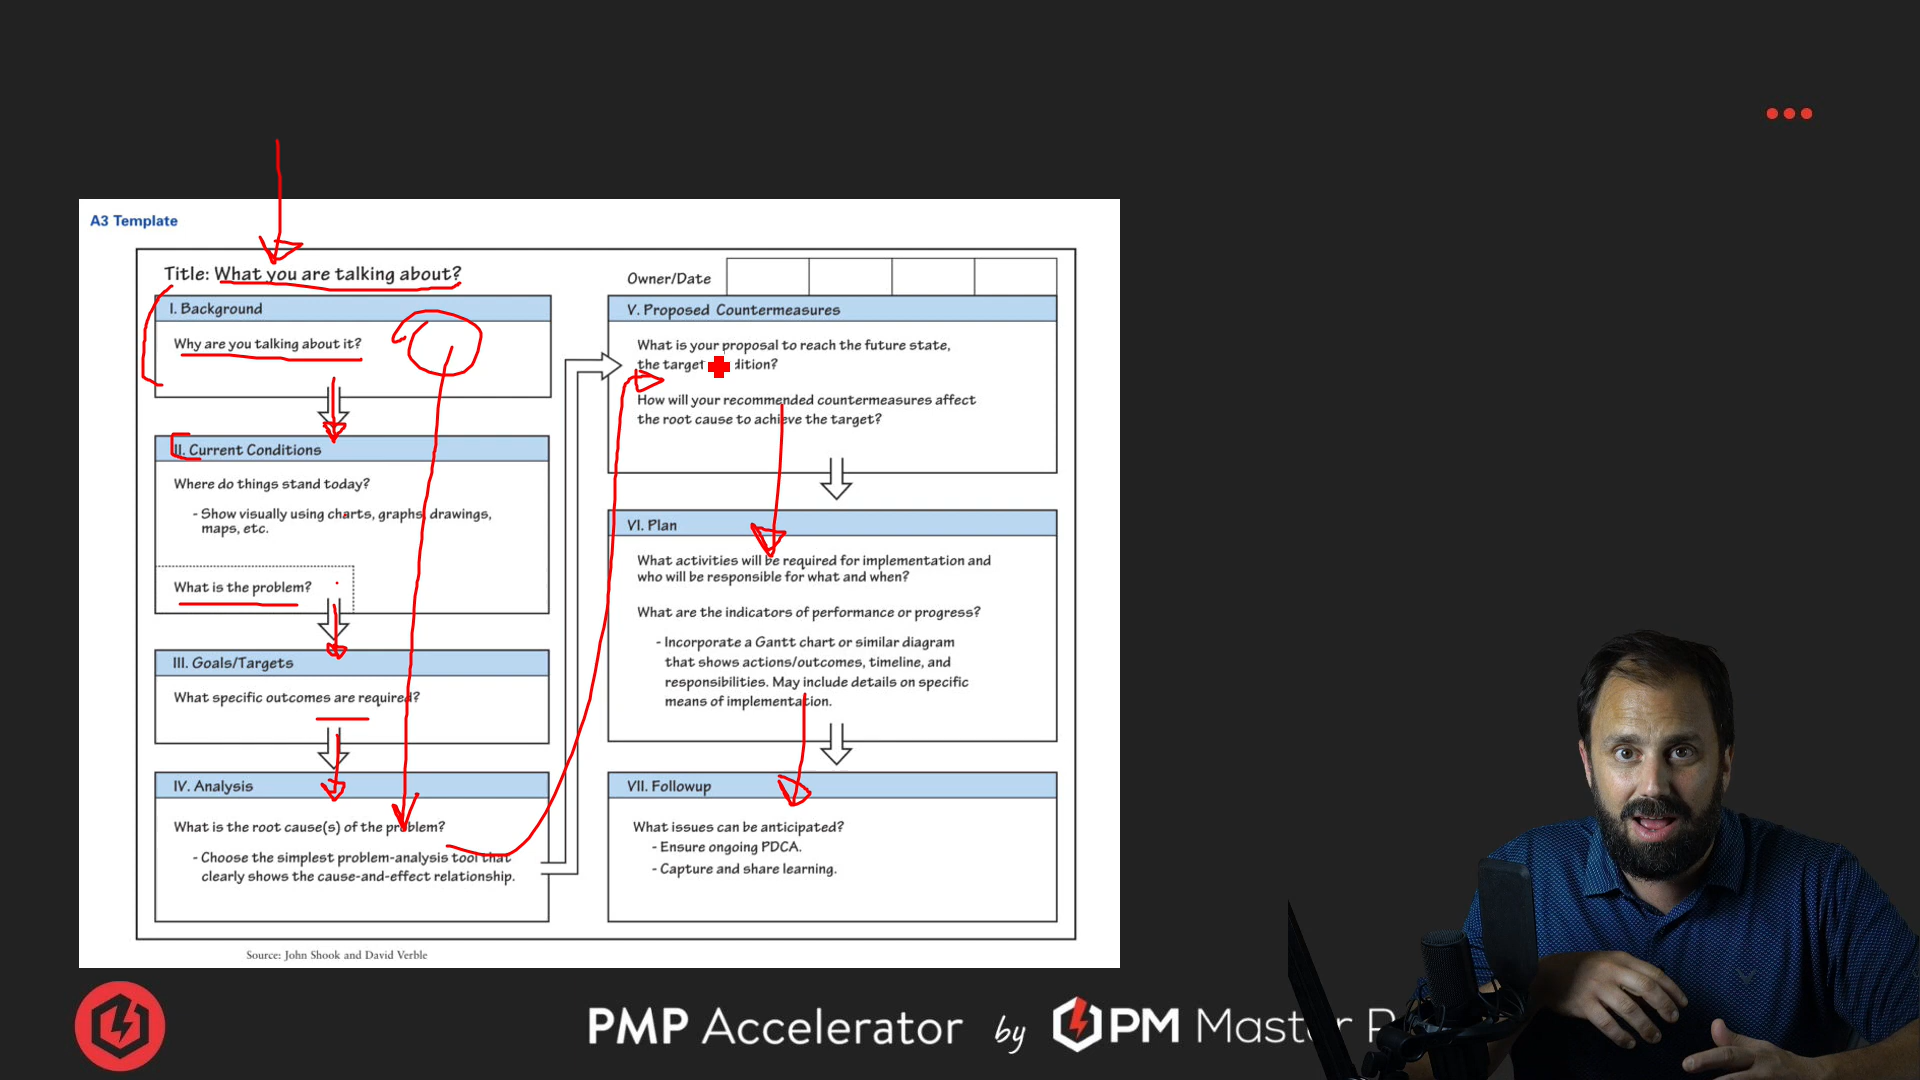 A3 Template
Title: What you are talking about?
Owner/Date
I. Background
Why are you talking about it?
II. Current Conditions
Where do things stand today?
- Show visually using charts, graphs, drawings,
maps, etc.
What is the problem?
III. Goals/Targets
What specific outcomes are required?
IV. Analysis
What is the root cause(s) of the problem?
- Choose the simplest problem-analysis tool that
clearly shows the cause-and-effect relationship.
V. Proposed Countermeasures
What is your proposal to reach the future state,
the target
How will your recommended countermeasures affect
the root cause to achieve the target?
VI. Plan
What activities will be required for implementation and
who will be responsible for what and when?
What are the indicators of performance or progress?
- Incorporate a Gantt chart or similar diagram
that shows actions/outcomes, timeline, and
responsibilities. May include details on specific
means of implementation.
VII. Followup
What issues can be anticipated?
- Ensure ongoing PDCA.
- Capture and share learning.
Source: John Shook and David Verble
PMP Accelerator by PM Master P